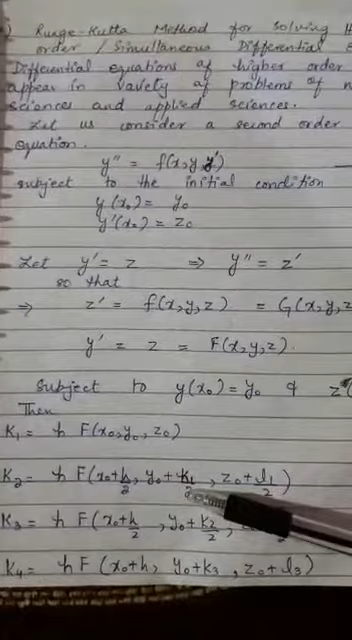 Runge-Kutta Method for solving
order / Simultaneous Differential
Differential equations of higher order
appear in vavety of problems of
sciences and applied sciences.
Let us consider a second order
equation.
y'' = f(x, y, y')
subject to the initial condition
y(x₀) = y₀
y'(x₀) = z₀
Let y' = z ⇒ y'' = z'
so that
⇒ z' = f(x, y, z) = G(x, y, z
y' = z = F(x, y, z).
Subject to y(x₀) = y₀ & z
Then
K₁ = h F(x₀, y₀, z₀)
K₂ = h F(x₀ + h/2, y₀ + k₁/2, z₀ + l₁/2)
K₃ = h F(x₀ + h/2, y₀ + k₂/2,
K₄ = h F(x₀ + h, y₀ + k₃, z₀ + l₃)